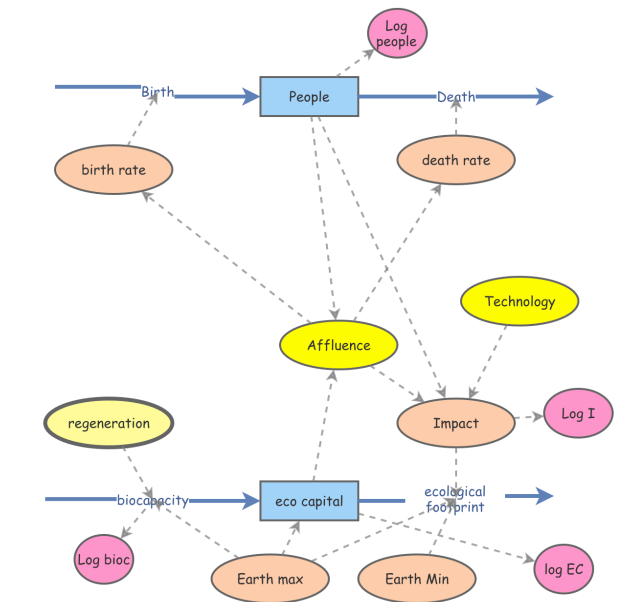 Log
people
Birth
People
Death
birth rate
death rate
Technology
Affluence
regeneration
Impact
Log I
biocapacity
eco capital
ecological
footprint
Log bioc
Earth max
Earth Min
log EC